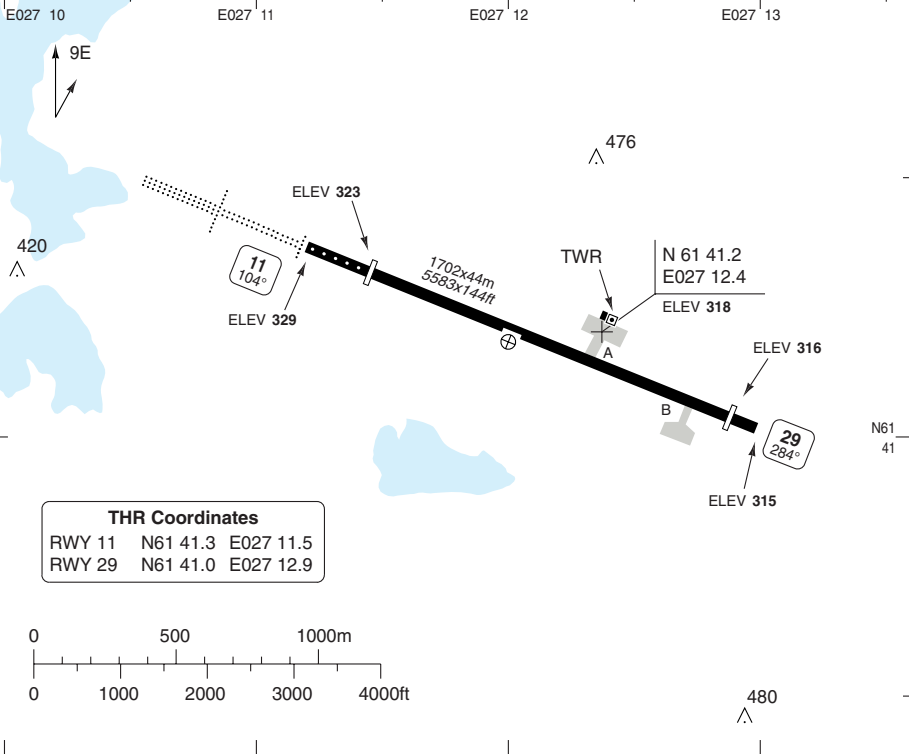 E027 10
E027 11
E027 12
E027 13
9E
476
ELEV 323
420
11
104°
1702x44m
5583x144ft
TWR
N 61 41.2
E027 12.4
ELEV 318
ELEV 329
A
ELEV 316
B
29
284°
N61
41
ELEV 315
THR Coordinates
RWY 11 N61 41.3 E027 11.5
RWY 29 N61 41.0 E027 12.9
0 500 1000m
0 1000 2000 3000 4000ft
480